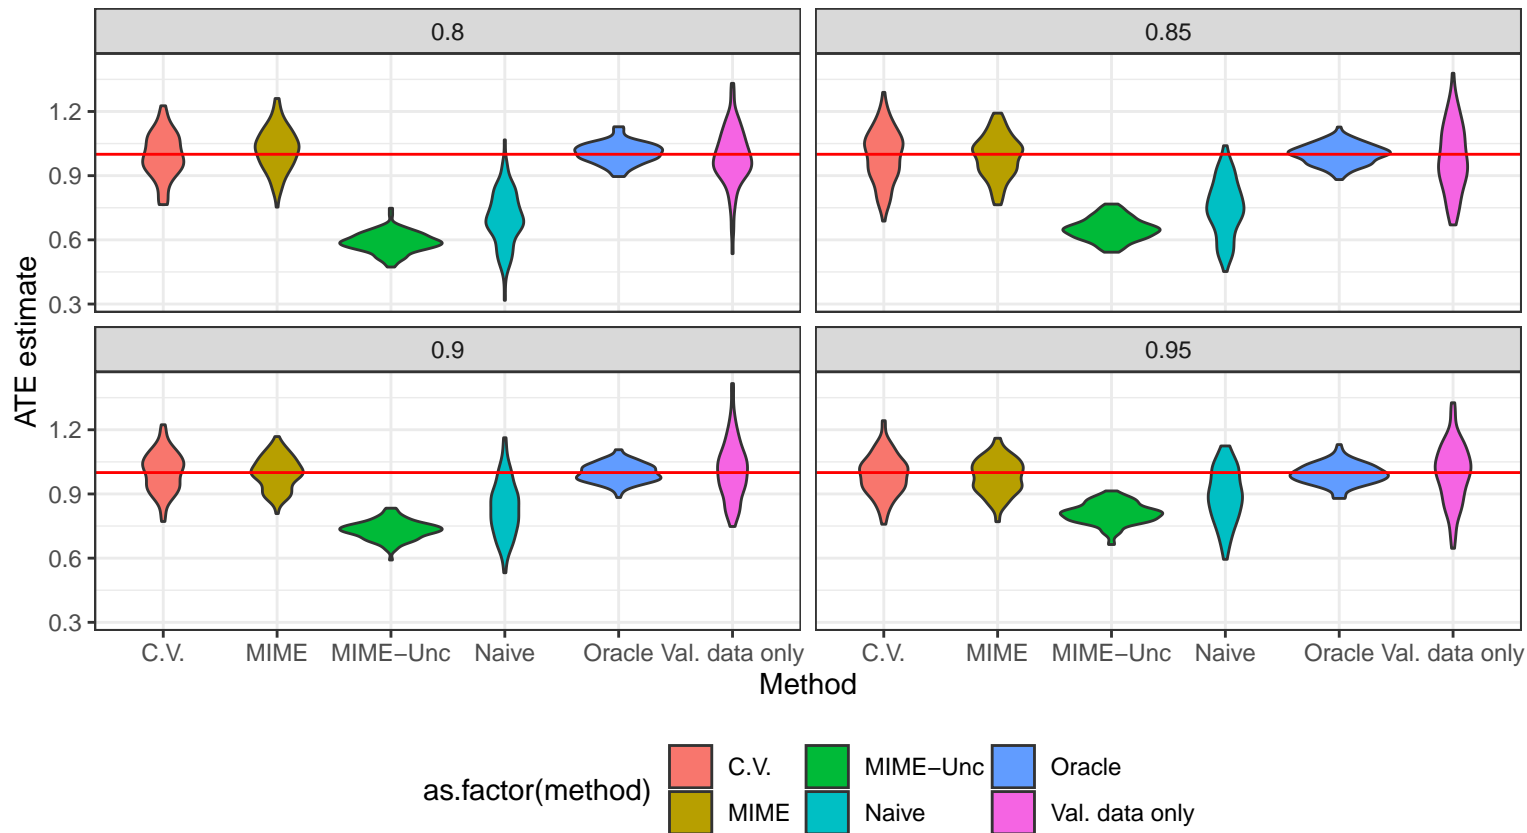 0.8 0.85
1.2
0.9
0.6
0.3
ATE estimate
0.9 0.95
1.2
0.9
0.6
0.3
C.V. MIME MIME−Unc Naive Oracle Val. data only C.V. MIME MIME−Unc Naive Oracle Val. data only
Method
as.factor(method)
C.V. MIME−Unc Oracle
MIME Naive Val. data only